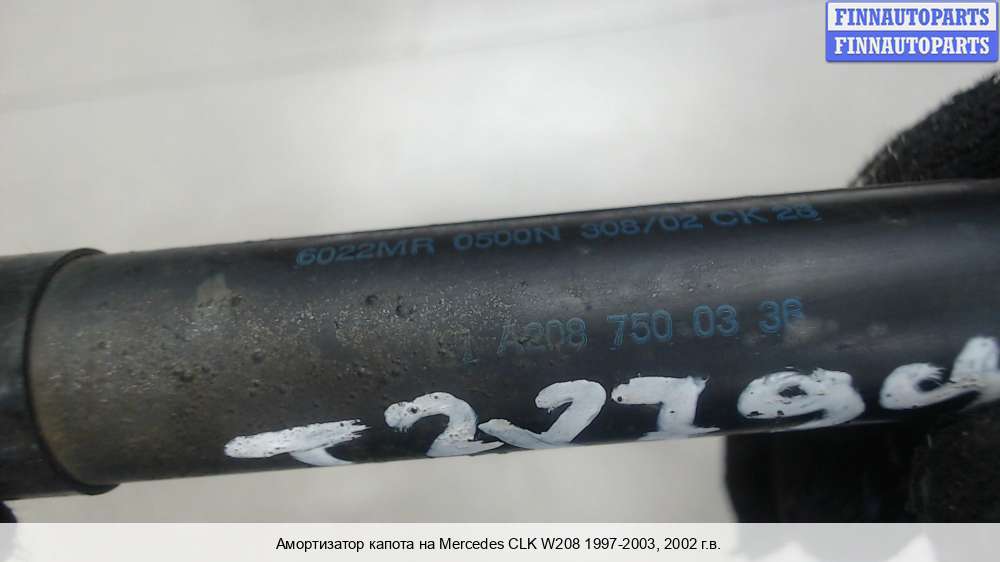 FINNAUTOPARTS
FINNAUTOPARTS
6022MR 0500N 308/02 CK 28
1 A208 750 03 36
Амортизатор капота на Mercedes CLK W208 1997-2003, 2002 г.в.